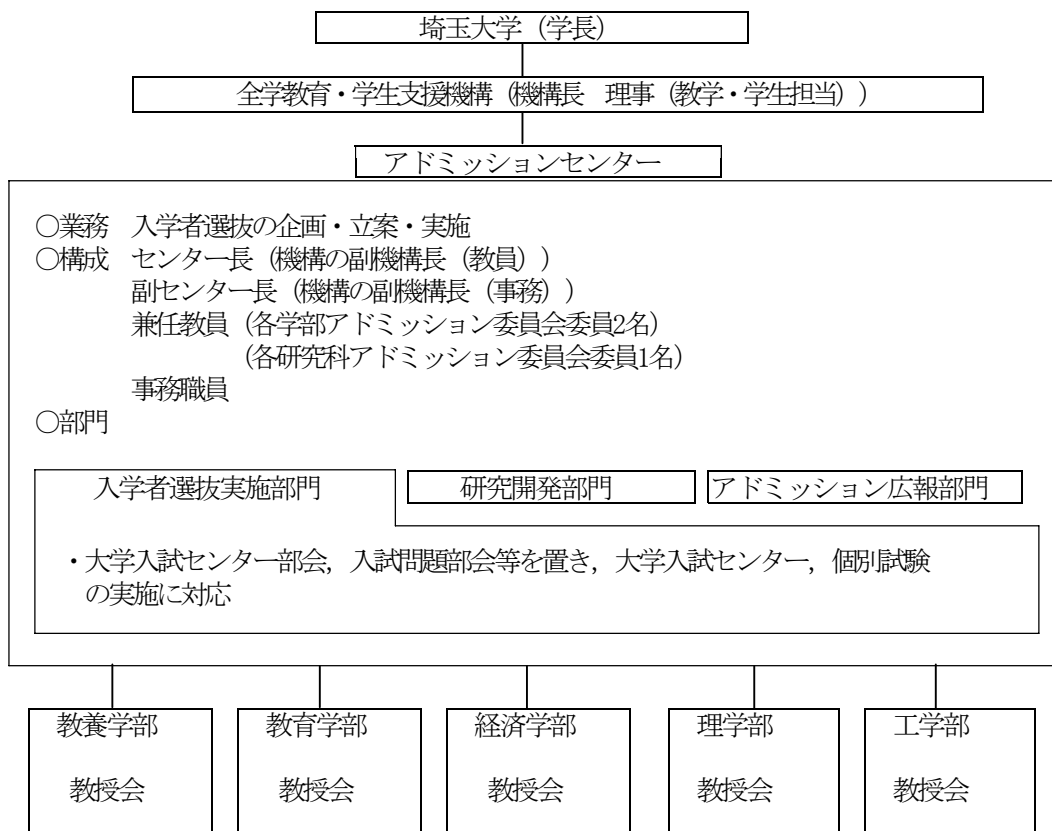 埼玉大学（学長）
全学教育・学生支援機構（機構長　理事（教学・学生担当））
アドミッションセンター
○業務　入学者選抜の企画・立案・実施
○構成　センター長（機構の副機構長（教員））
副センター長（機構の副機構長（事務））
兼任教員（各学部アドミッション委員会委員2名）
（各研究科アドミッション委員会委員1名）
事務職員
○部門
入学者選抜実施部門　研究開発部門　アドミッション広報部門
・大学入試センター部会，入試問題部会等を置き，大学入試センター，個別試験
の実施に対応
教養学部　教育学部　経済学部　理学部　工学部
教授会　教授会　教授会　教授会　教授会